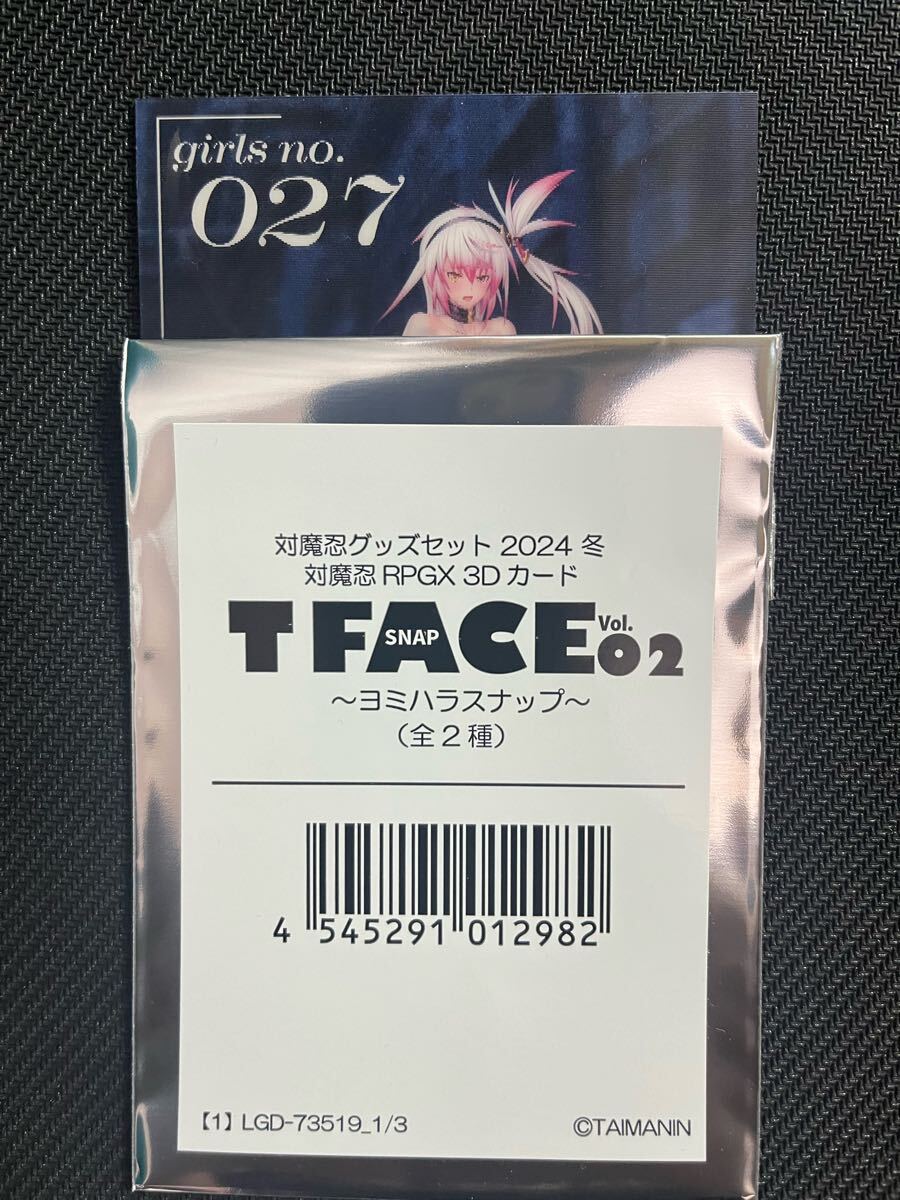 girls no.
027
対魔忍グッズセット 2024 冬
対魔忍 RPGX 3D カード
T FACE SNAP Vol. 02
～ヨミハラスナップ～
（全２種）
4 545291 012982
【1】LGD-73519_1/3
©TAIMANIN